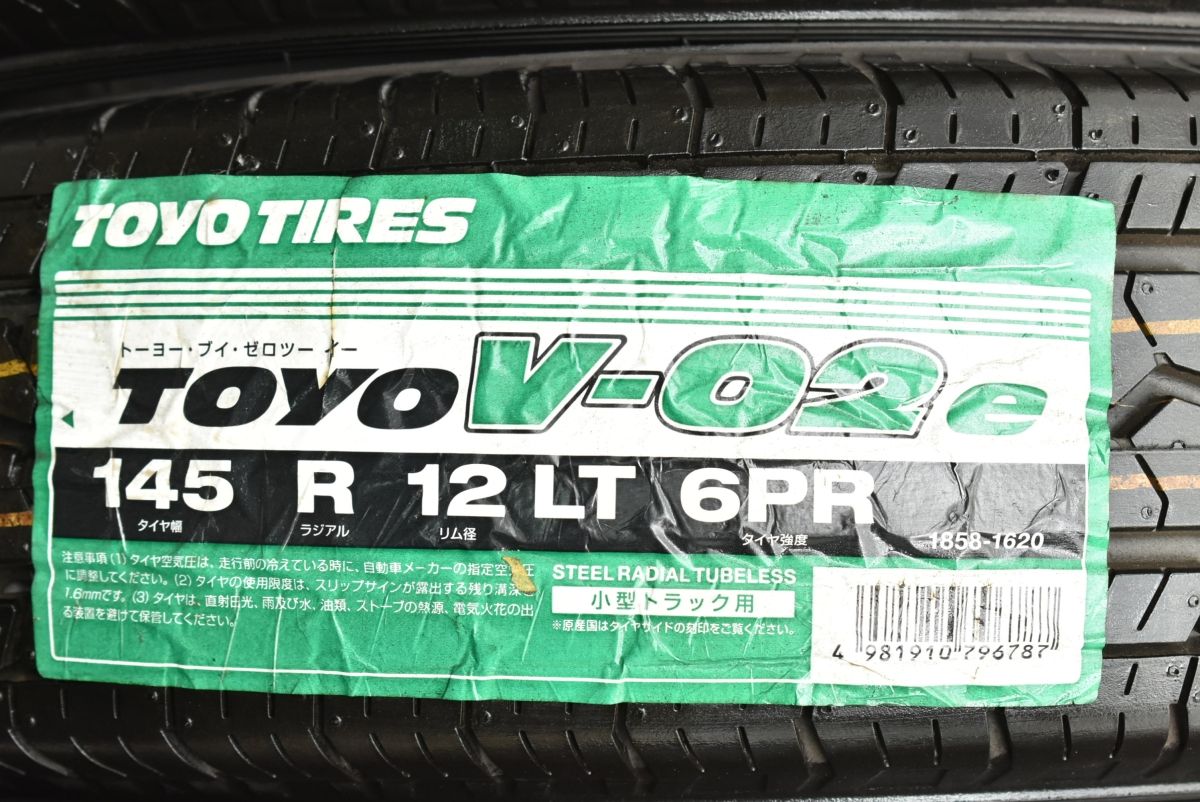 TOYO TIRES
トーヨー・ブイ・ゼロツー イー
TOYO V-02e
145 R 12 LT 6PR
タイヤ幅 ラジアル リム径 タイヤ強度
1858-1620
注意事項 (1) タイヤ空気圧は、走行前の冷えている時に、自動車メーカーの指定空 圧
に調整してください。(2) タイヤの使用限度は、スリップサインが露出する残り溝深
1.6mmです。(3) タイヤは、直射日光、雨及び水、油類、ストーブの熱源、電気火花の出
る装置を避けて保管してください。
STEEL RADIAL TUBELESS
小型トラック用
※原産国はタイヤサイドの刻印をご覧ください。
4 981910 796787